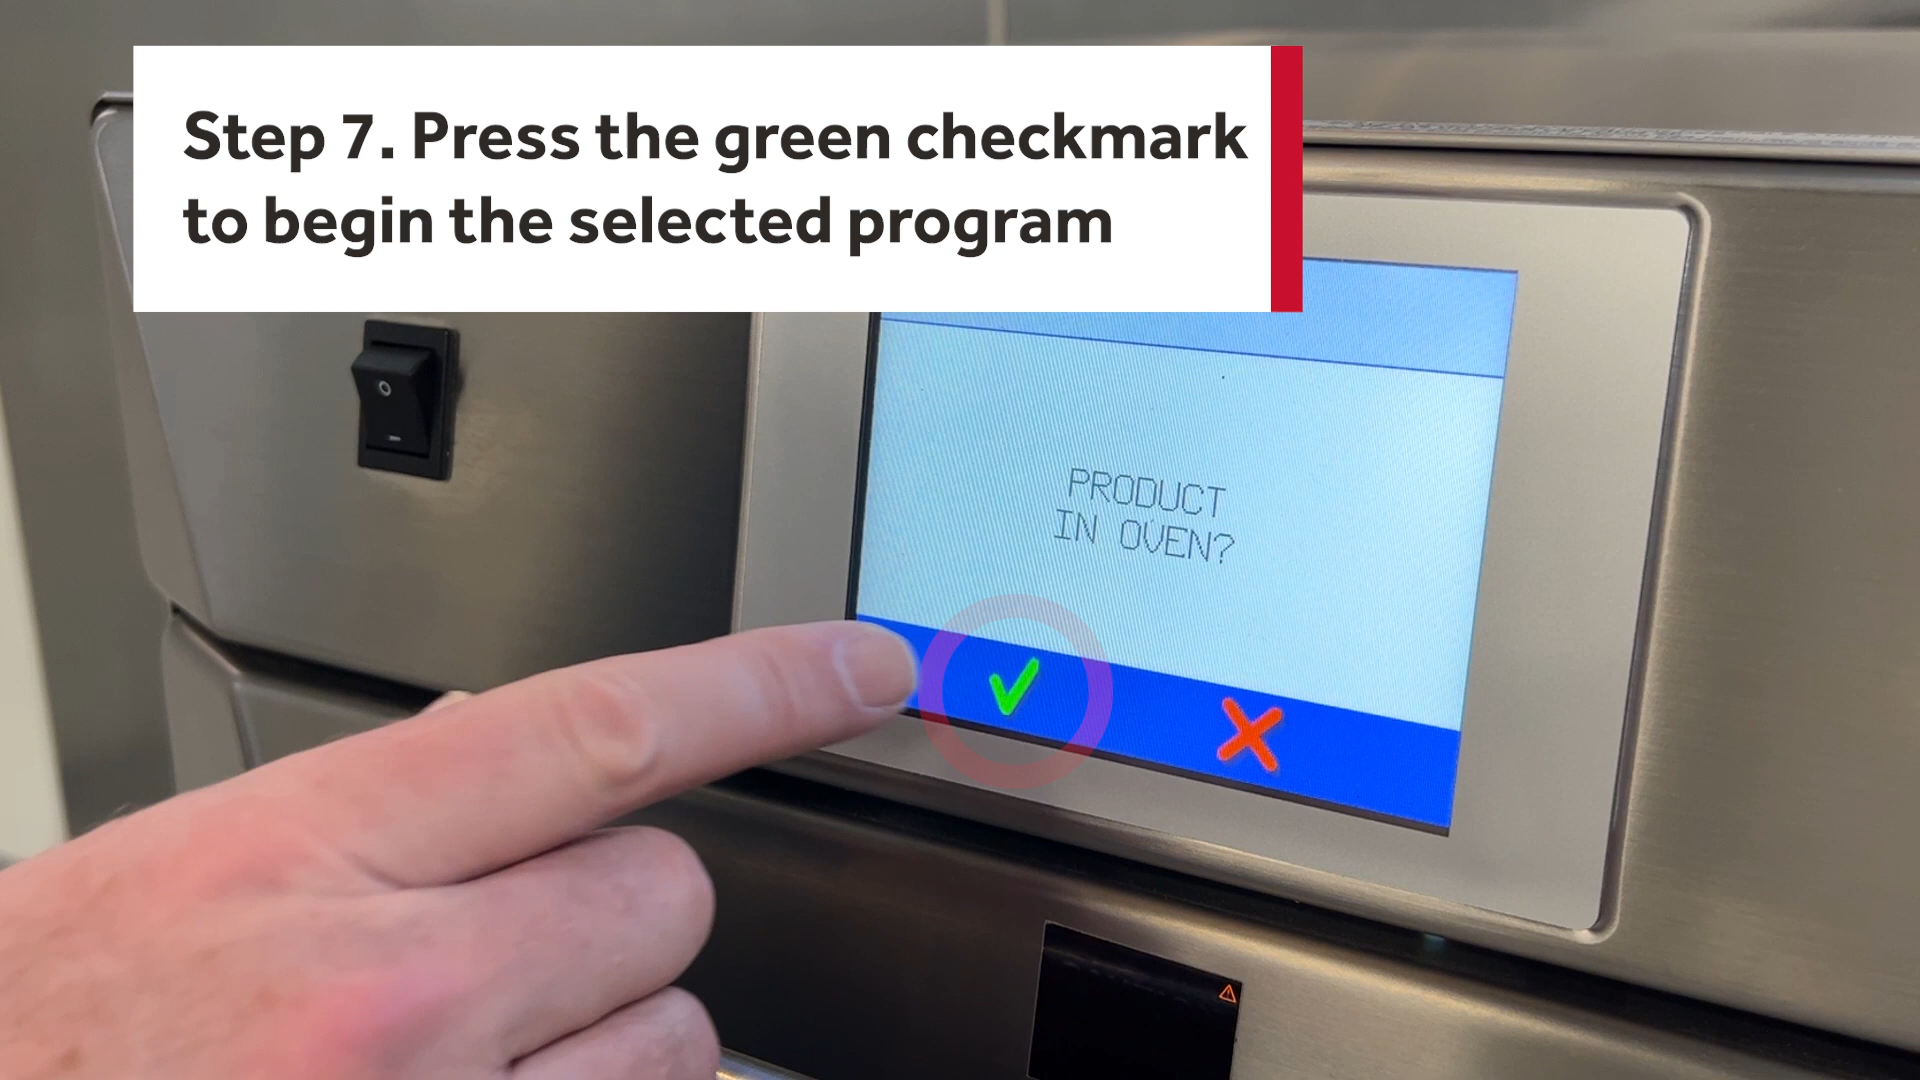 Step 7. Press the green checkmark
to begin the selected program
PRODUCT
IN OVEN?